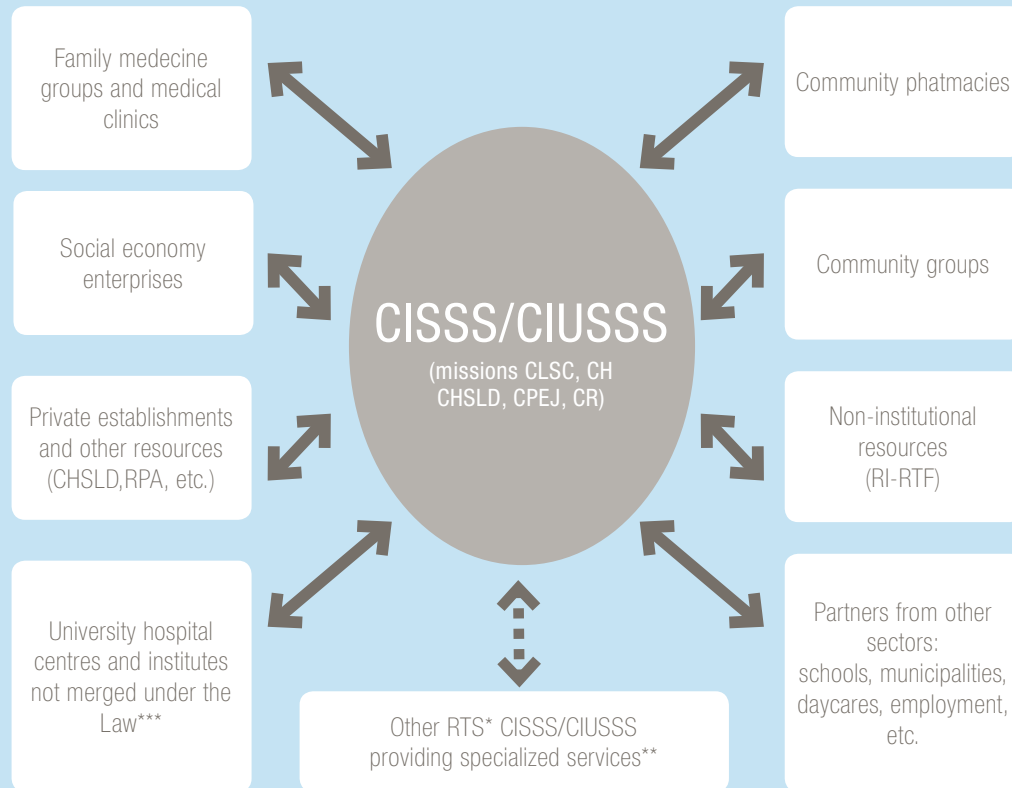 Family medecine
groups and medical
clinics
Community phatmacies
Social economy
enterprises
Community groups
CISSS/CIUSSS
(missions CLSC, CH
CHSLD, CPEJ, CR)
Private establishments
and other resources
(CHSLD,RPA, etc.)
Non-institutional
resources
(RI-RTF)
University hospital
centres and institutes
not merged under the
Law***
Other RTS* CISSS/CIUSSS
providing specialized services**
Partners from other
sectors:
schools, municipalities,
daycares, employment,
etc.